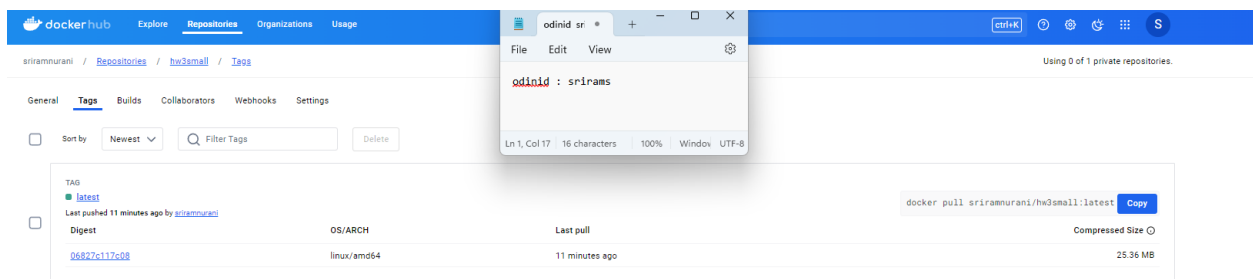 dockerhub Explore Repositories Organizations Usage
ctrl+K S
odinid sri
File Edit View
odinid : srirams
Ln 1, Col 17 16 characters 100% Window UTF-8
sriramnurani / Repositories / hw3small / Tags
Using 0 of 1 private repositories.
General Tags Builds Collaborators Webhooks Settings
Sort by Newest Filter Tags Delete
TAG
latest
Last pushed 11 minutes ago by sriramnurani
docker pull sriramnurani/hw3small:latest Copy
Digest OS/ARCH Last pull Compressed Size
06827c117c08 linux/amd64 11 minutes ago 25.36 MB